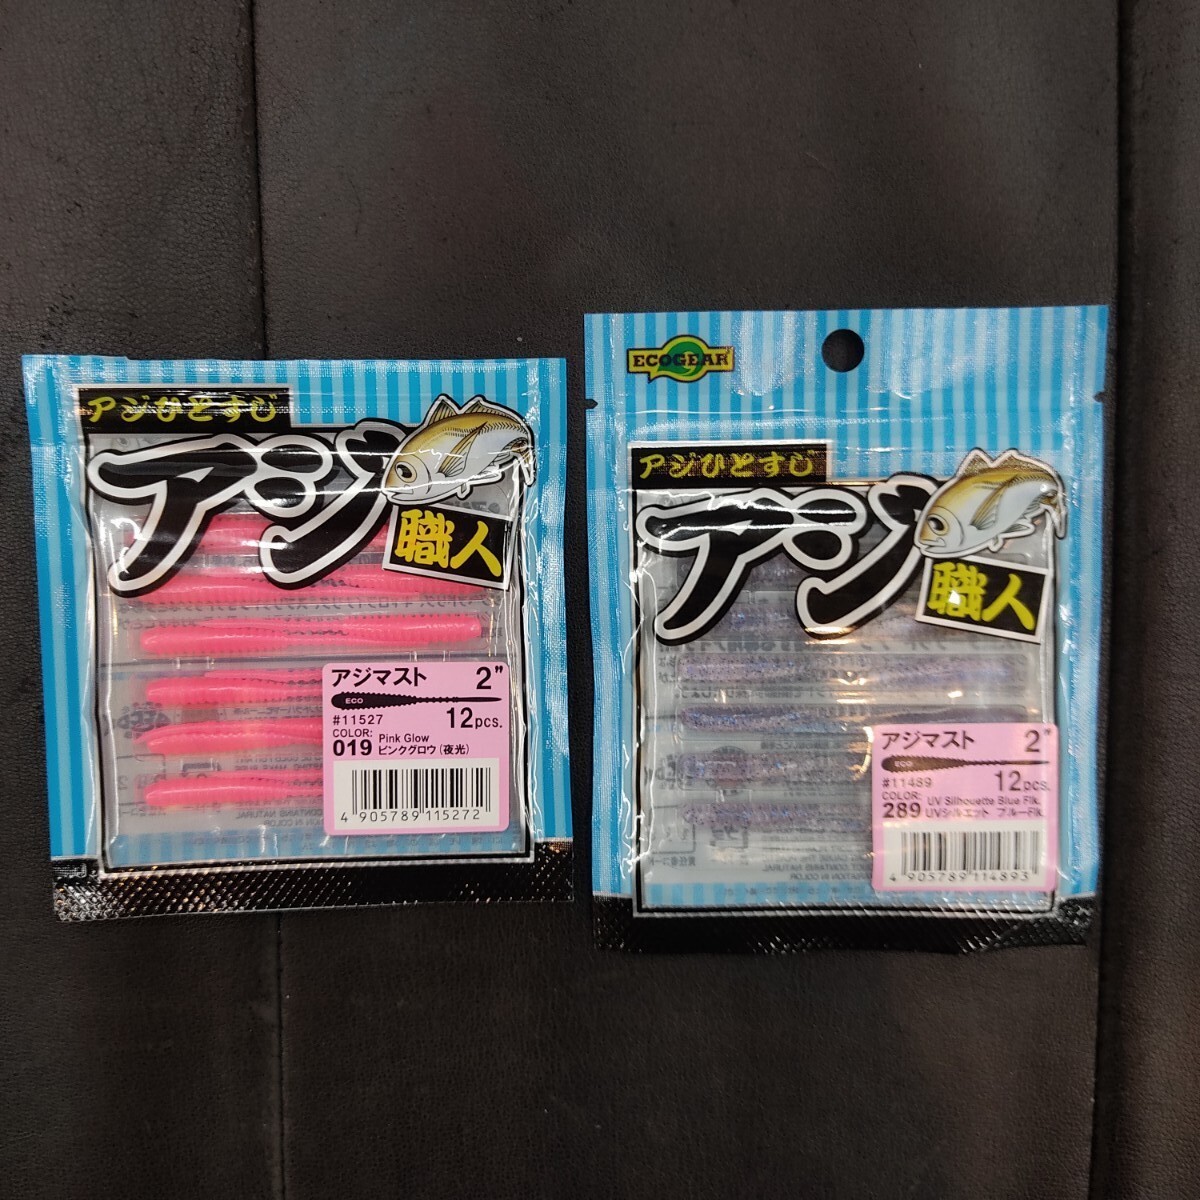 アジひとすじ
アジ
職人
アジマスト 2"
ECO
#11527 12pcs.
COLOR:
019 Pink Glow
ピンクグロウ(夜光)
4 905789 115272
ECOGEAR
アジひとすじ
アジ
職人
アジマスト 2"
ECO
#11489 12pcs.
COLOR:
289 UV Silhouette Blue Flk.
UVシルエット ブルーFlk.
4 905789 114893